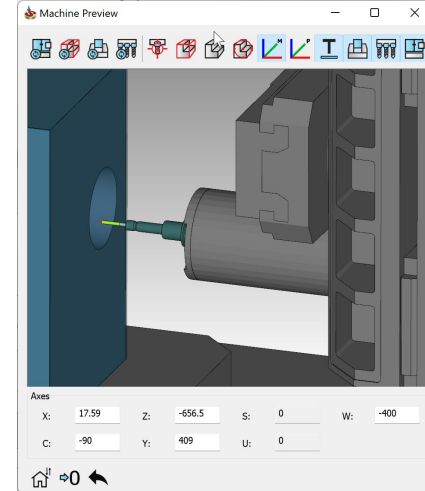 Machine Preview
M P T
Axes
X: 17.59 Z: -656.5 S: 0 W: -400
C: -90 Y: 409 U: 0
0